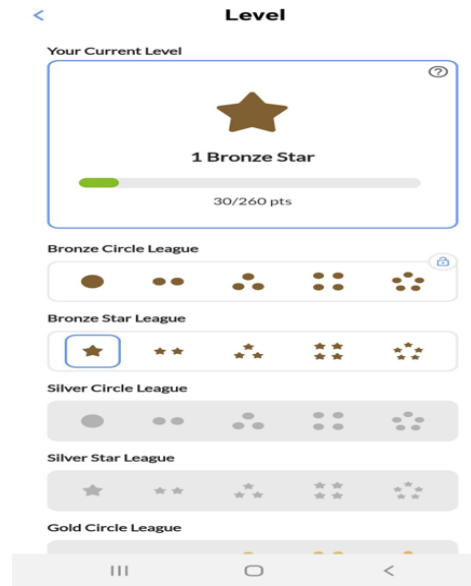 Level
Your Current Level
1 Bronze Star
30/260 pts
Bronze Circle League
Bronze Star League
Silver Circle League
Silver Star League
Gold Circle League